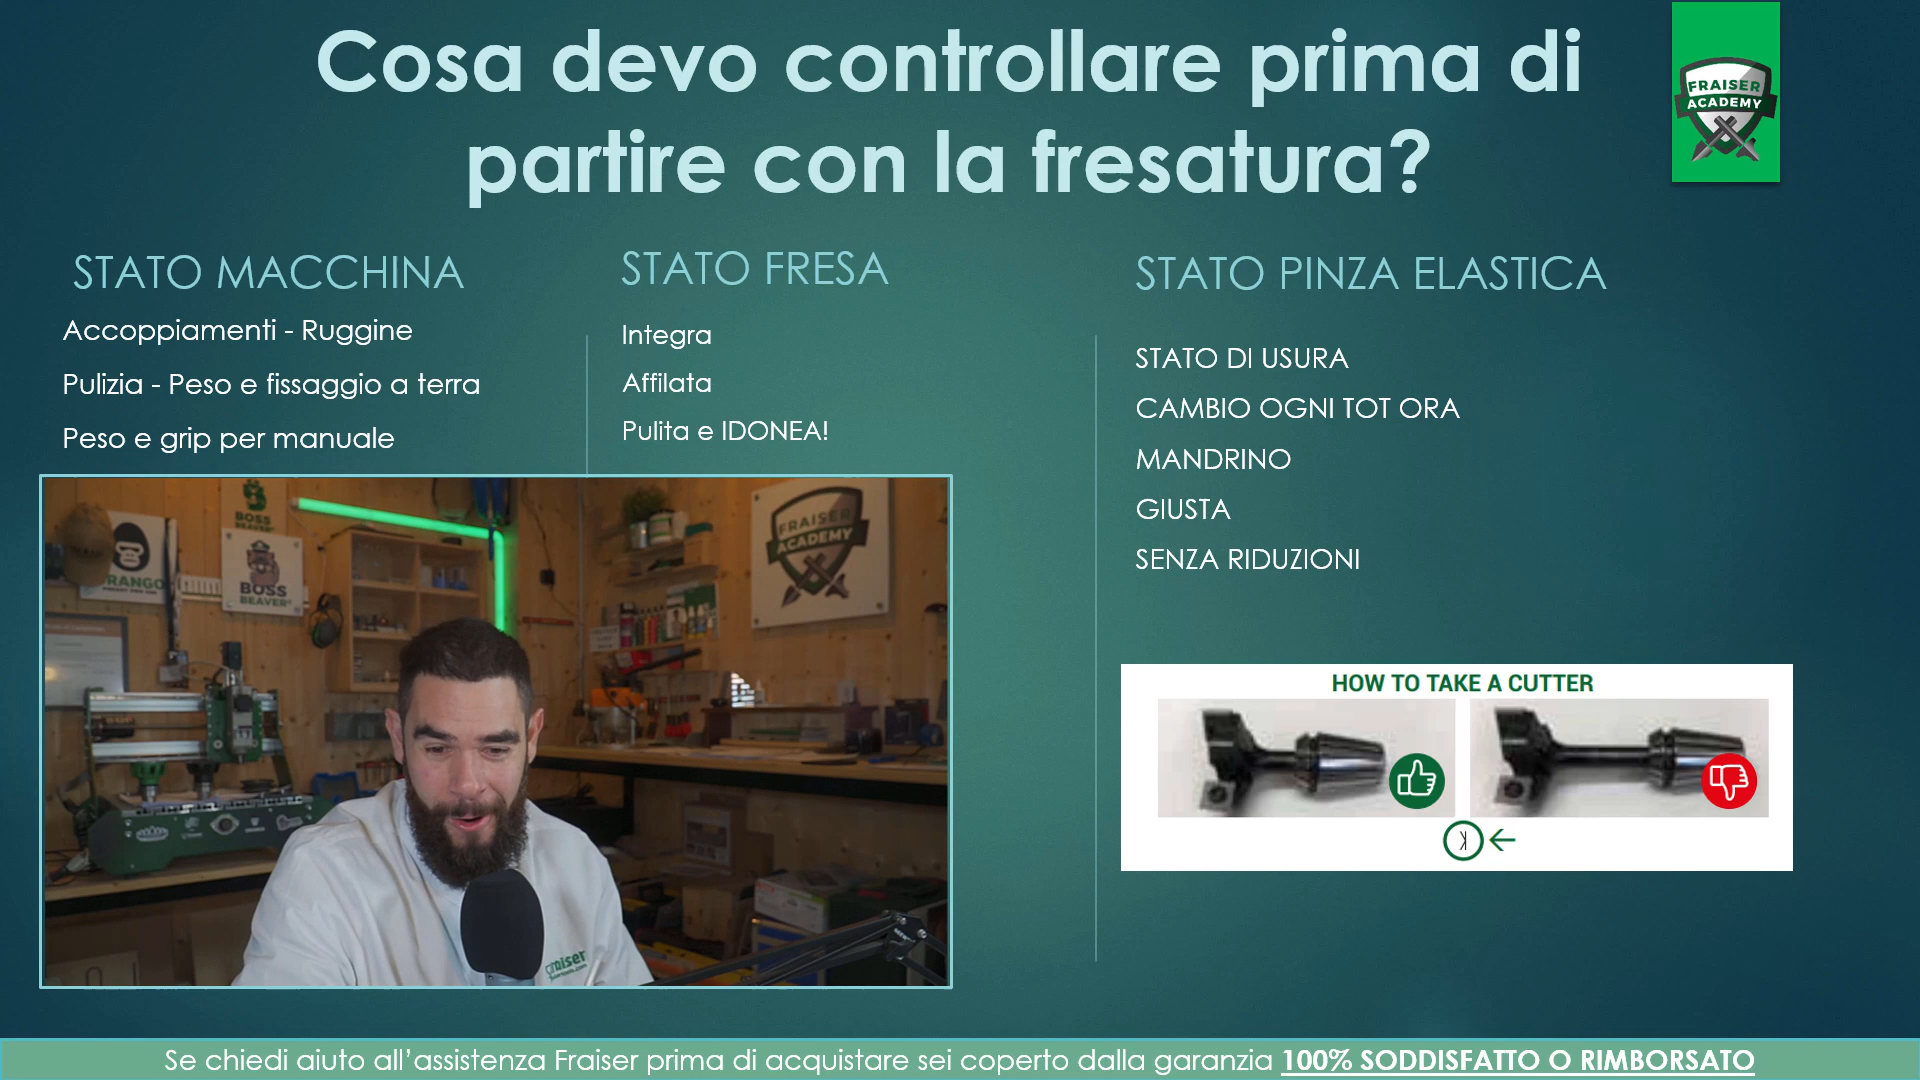 Cosa devo controllare prima di
partire con la fresatura?
FRAISER
ACADEMY
STATO MACCHINA
Accoppiamenti - Ruggine
Pulizia - Peso e fissaggio a terra
Peso e grip per manuale
STATO FRESA
Integra
Affilata
Pulita e IDONEA!
STATO PINZA ELASTICA
STATO DI USURA
CAMBIO OGNI TOT ORA
MANDRINO
GIUSTA
SENZA RIDUZIONI
BOSS
BEAVER
RANGO
BOSS
BEAVER
FRAISER
ACADEMY
HOW TO TAKE A CUTTER
Se chiedi aiuto all'assistenza Fraiser prima di acquistare sei coperto dalla garanzia 100% SODDISFATTO O RIMBORSATO